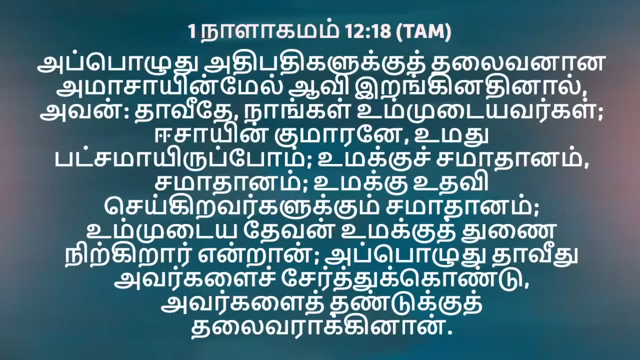 1 நாளாகமம் 12:18 (TAM)
அப்பொழுது அதிபதிகளுக்குத் தலைவனான
அமாசாயின்மேல் ஆவி இறங்கினதினால்,
அவன்: தாவீதே, நாங்கள் உம்முடையவர்கள்;
ஈசாயின் குமாரனே, உமது
பட்சமாயிருப்போம்; உமக்குச் சமாதானம்,
சமாதானம்; உமக்கு உதவி
செய்கிறவர்களுக்கும் சமாதானம்;
உம்முடைய தேவன் உமக்குத் துணை
நிற்கிறார் என்றான்; அப்பொழுது தாவீது
அவர்களைச் சேர்த்துக்கொண்டு,
அவர்களைத் தண்டுக்குத்
தலைவராக்கினான்.